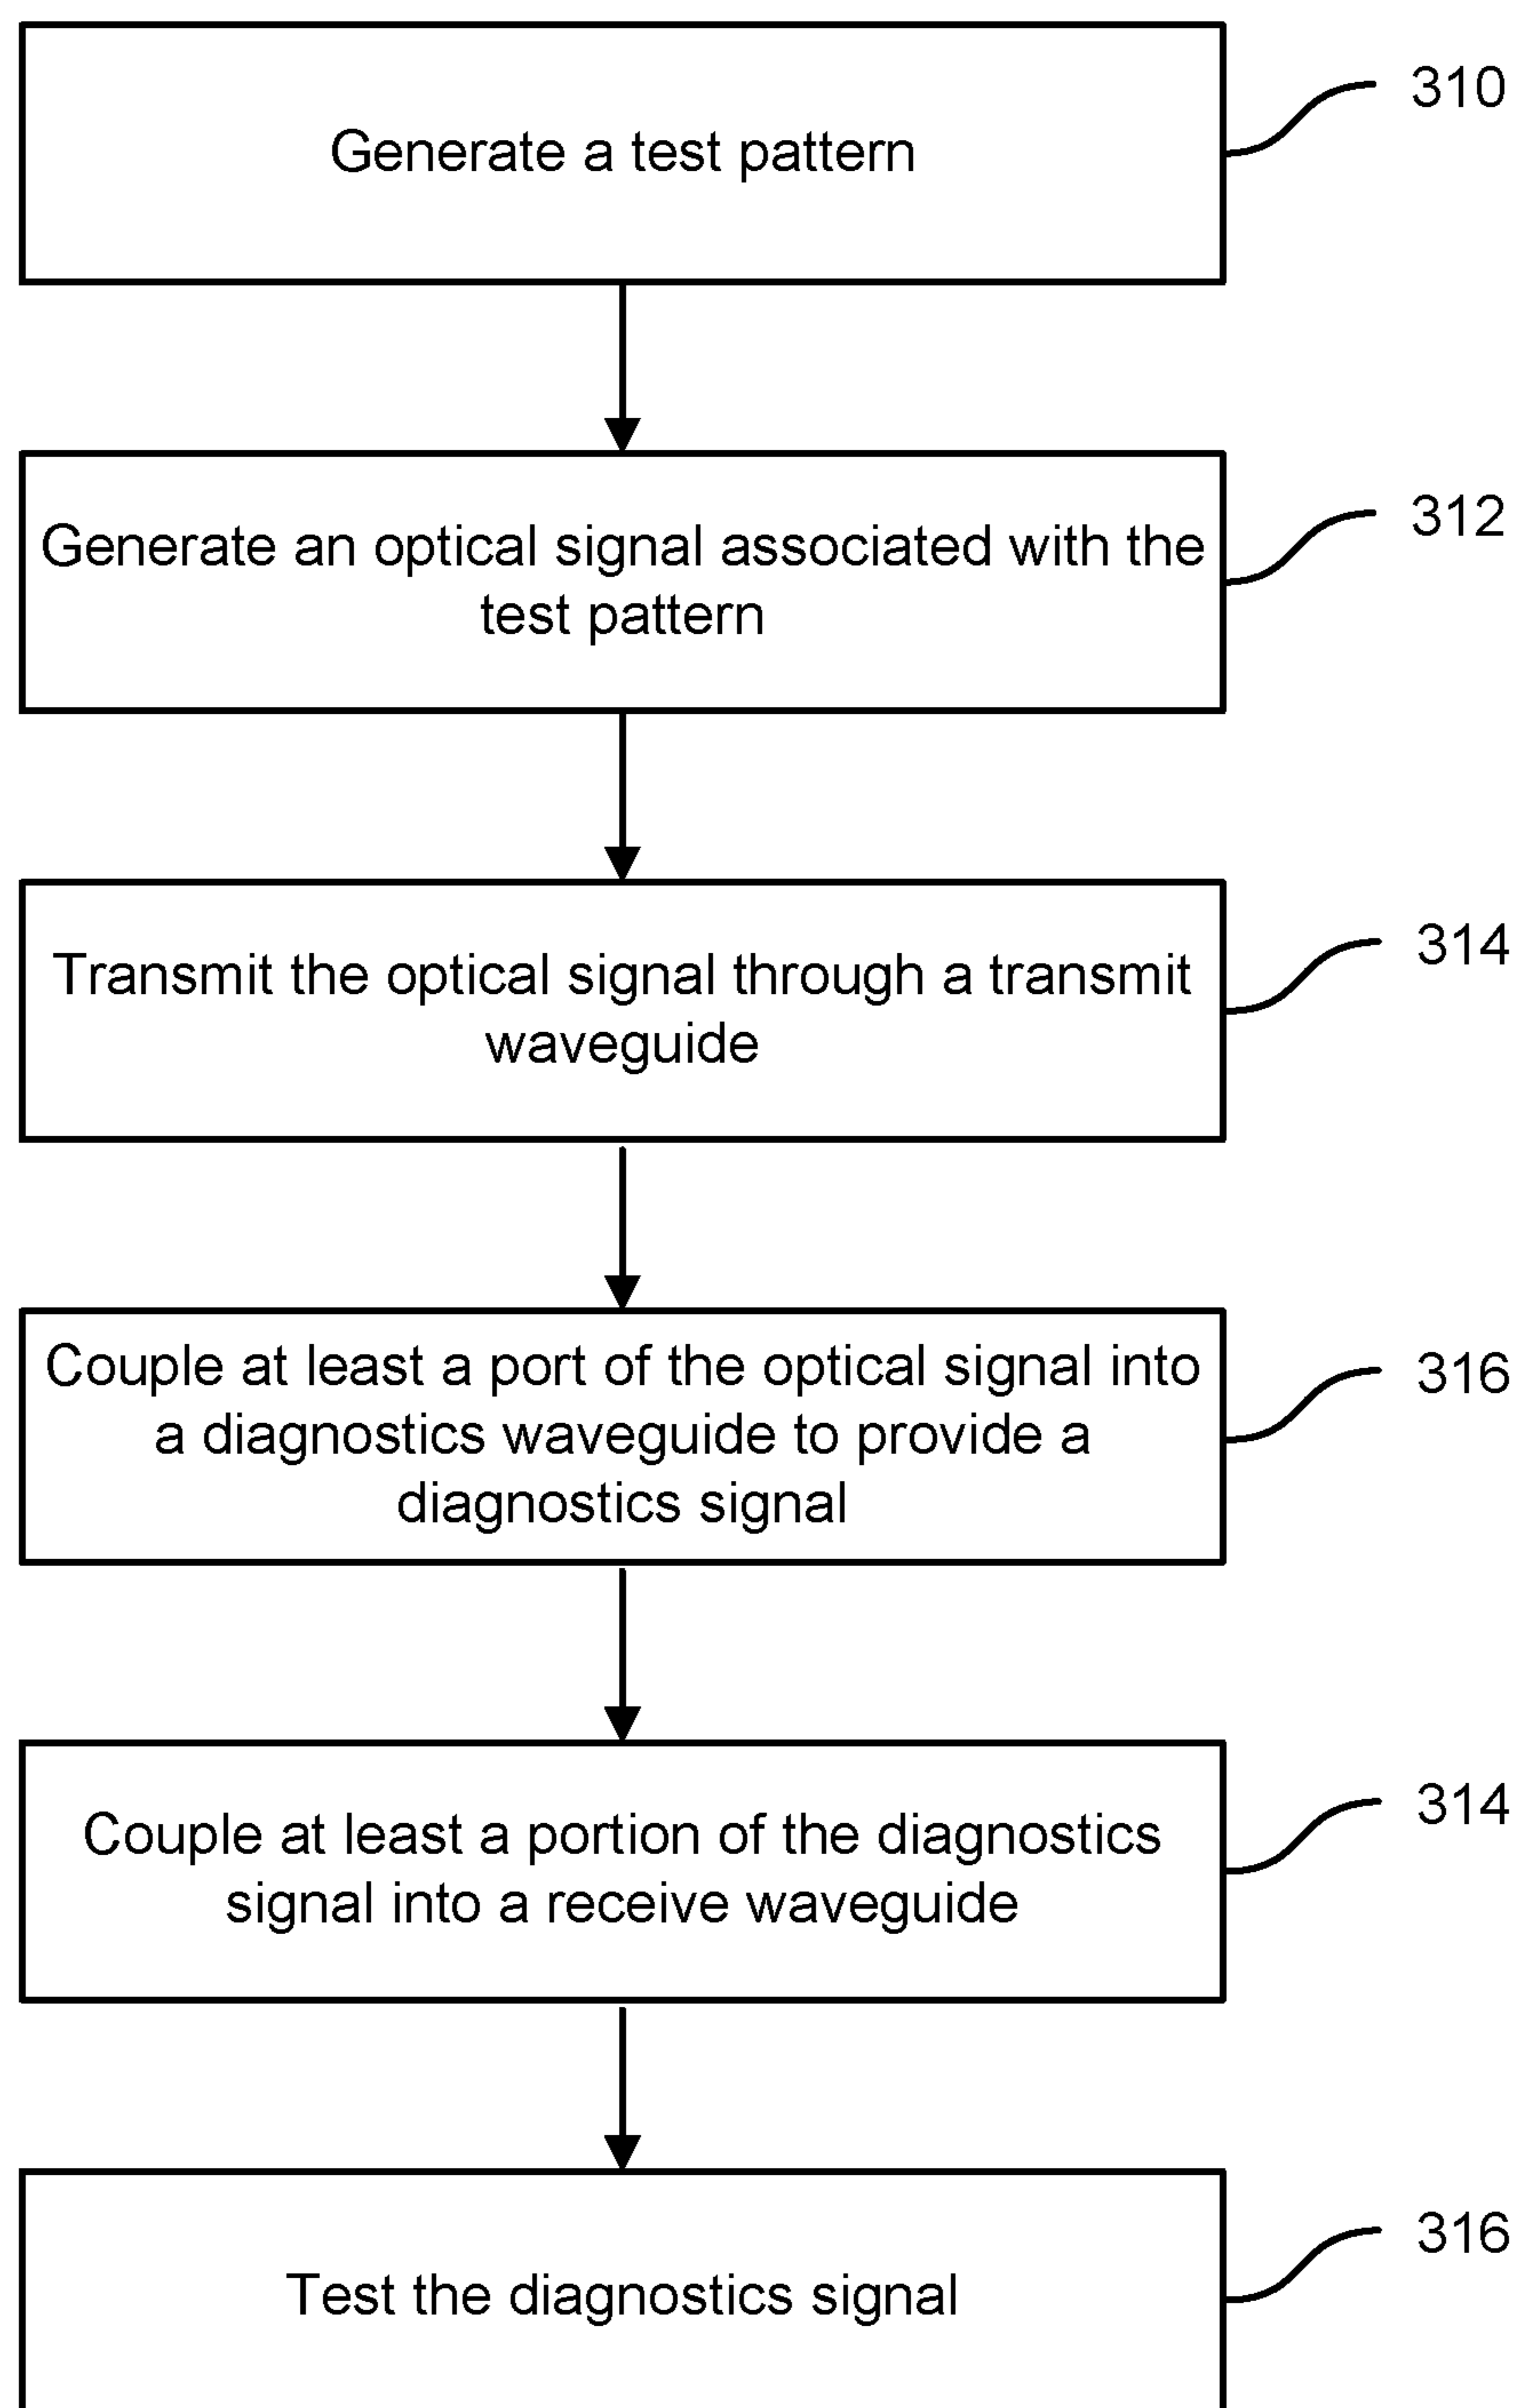 310
Generate a test pattern
312
Generate an optical signal associated with the
test pattern
314
Transmit the optical signal through a transmit
waveguide
316
Couple at least a port of the optical signal into
a diagnostics waveguide to provide a
diagnostics signal
314
Couple at least a portion of the diagnostics
signal into a receive waveguide
316
Test the diagnostics signal